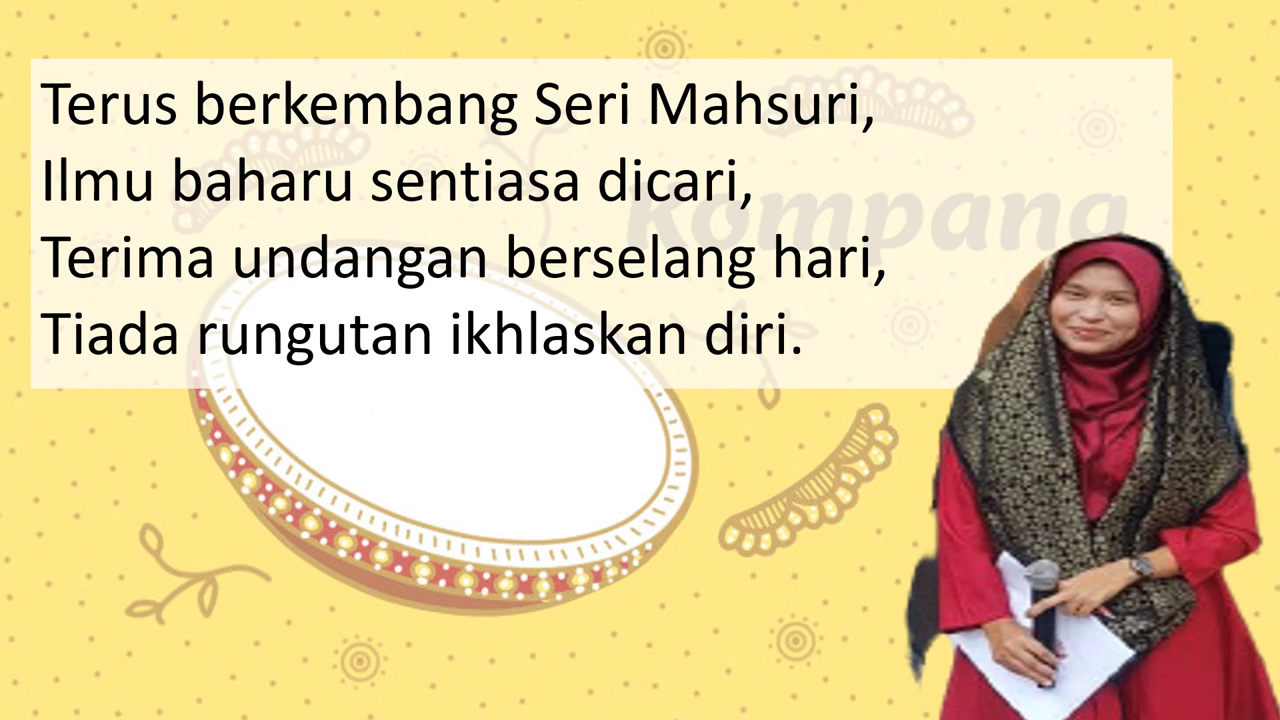 Terus berkembang Seri Mahsuri,
Ilmu baharu sentiasa dicari,
Kompang
Terima undangan berselang hari,
Tiada rungutan ikhlaskan diri.